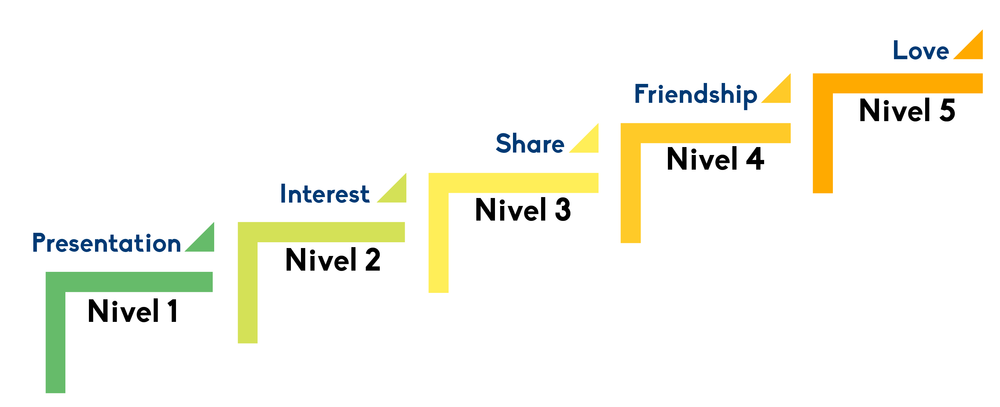 Presentation
Nivel 1
Interest
Nivel 2
Share
Nivel 3
Friendship
Nivel 4
Love
Nivel 5